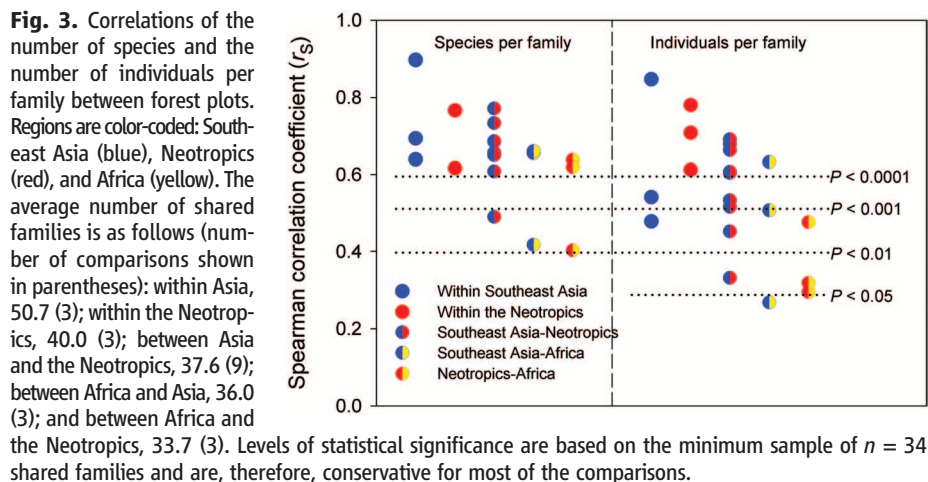 Fig. 3. Correlations of the
number of species and the
number of individuals per
family between forest plots.
Regions are color-coded: South-
east Asia (blue), Neotropics
(red), and Africa (yellow). The
average number of shared
families is as follows (num-
ber of comparisons shown
in parentheses): within Asia,
50.7 (3); within the Neotrop-
ics, 40.0 (3); between Asia
and the Neotropics, 37.6 (9);
between Africa and Asia, 36.0
(3); and between Africa and
the Neotropics, 33.7 (3). Levels of statistical significance are based on the minimum sample of n = 34
shared families and are, therefore, conservative for most of the comparisons.
Spearman correlation coefficient (rS)
1.0
0.8
0.6
0.4
0.2
0.0
Species per family
Individuals per family
P < 0.0001
P < 0.001
P < 0.01
P < 0.05
Within Southeast Asia
Within the Neotropics
Southeast Asia-Neotropics
Southeast Asia-Africa
Neotropics-Africa